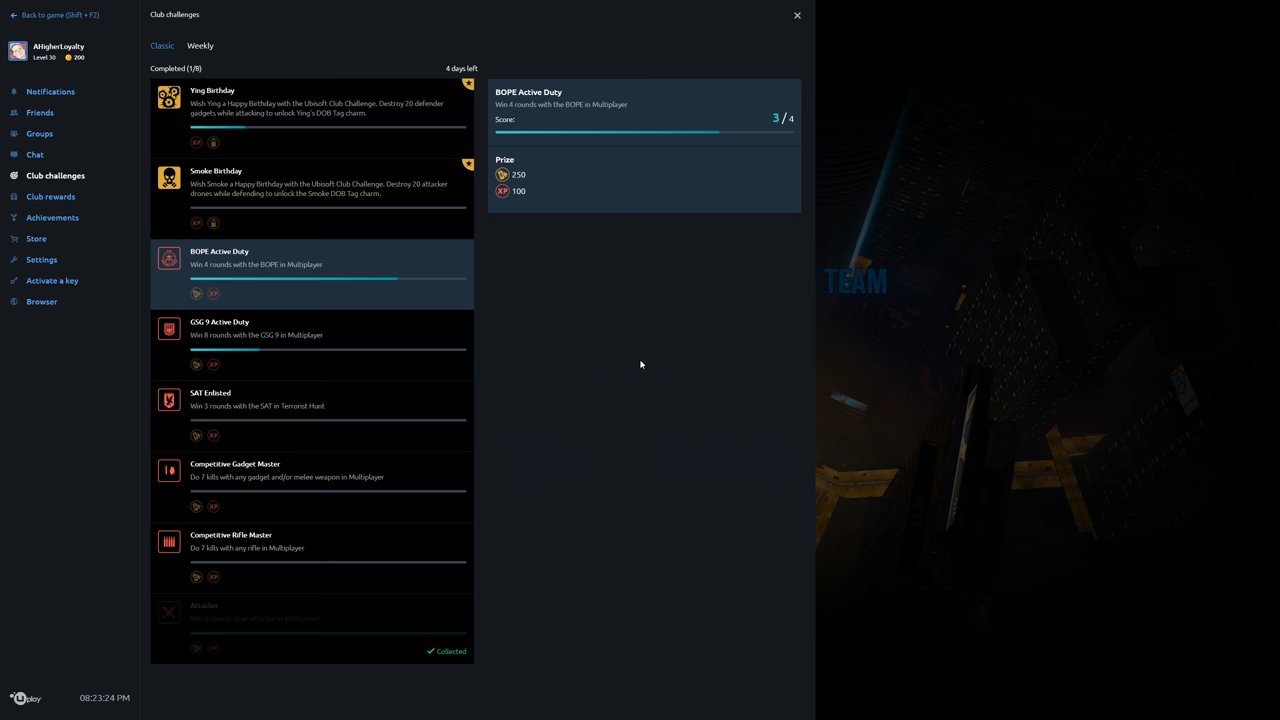 Back to game (Shift + F2)
AHigherLoyalty
Level 30 200
Notifications
Friends
Groups
Chat
Club challenges
Club rewards
Achievements
Store
Settings
Activate a key
Browser
uplay
08:23:24 PM
Club challenges
Classic Weekly
Completed (1/8) 4 days left
Ying Birthday
Wish Ying a Happy Birthday with the Ubisoft Club Challenge. Destroy 20 defender
gadgets while attacking to unlock Ying's DOB Tag charm.
XP
Smoke Birthday
Wish Smoke a Happy Birthday with the Ubisoft Club Challenge. Destroy 20 attacker
drones while defending to unlock the Smoke DOB Tag charm.
XP
BOPE Active Duty
Win 4 rounds with the BOPE in Multiplayer
XP
GSG 9 Active Duty
Win 8 rounds with the GSG 9 in Multiplayer
XP
SAT Enlisted
Win 3 rounds with the SAT in Terrorist Hunt
XP
Competitive Gadget Master
Do 7 kills with any gadget and/or melee weapon in Multiplayer
XP
Competitive Rifle Master
Do 7 kills with any rifle in Multiplayer
XP
Attacker
Win 3 rounds as an attacker in Multiplayer
XP
Collected
BOPE Active Duty
Win 4 rounds with the BOPE in Multiplayer
Score: 3 / 4
Prize
250
XP 100
TEAM